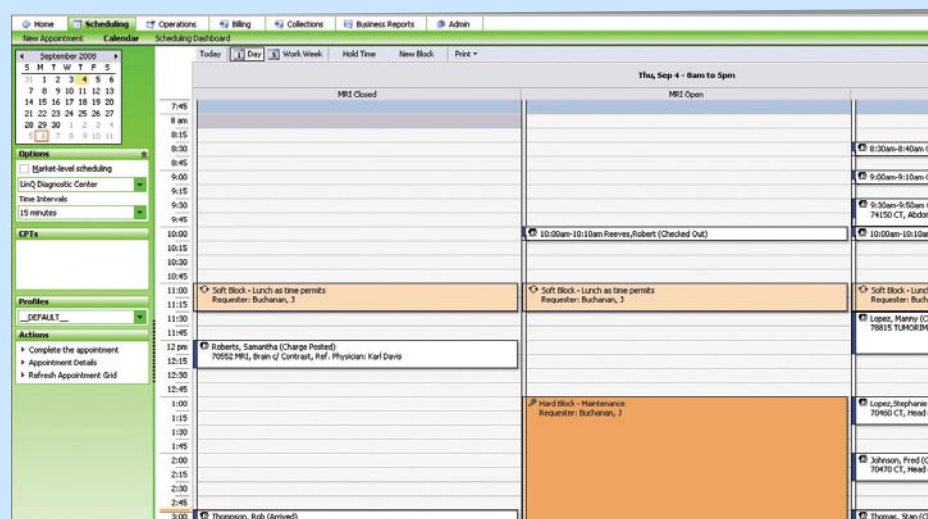 Home Scheduling Operations Billing Collections Business Reports Admin
New Appointment Calendar Scheduling Dashboard
Today 1 Day 5 Work Week Hold Time New Block Print
September 2008
S M T W T F S
31 1 2 3 4 5 6
7 8 9 10 11 12 13
14 15 16 17 18 19 20
21 22 23 24 25 26 27
28 29 30 1 2 3 4
5 6 7 8 9 10 11
Options
Market-level scheduling
LinQ Diagnostic Center
Time Intervals
15 minutes
CPTs
Profiles
__DEFAULT__
Actions
Complete the appointment
Appointment Details
Refresh Appointment Grid
Thu, Sep 4 - 8am to 5pm
MRI Closed MRI Open
7:45
8 am
8:15
8:30 8:30am-8:40am
8:45
9:00 9:00am-9:10am
9:15
9:30 9:30am-9:50am
9:45 74150 CT, Abdo
10:00 10:00am-10:10am Reeves,Robert (Checked Out) 10:00am-10:10a
10:15
10:30
10:45
11:00 Soft Block - Lunch as time permits Soft Block - Lunch as time permits Soft Block - Lunc
11:15 Requester: Buchanan, J Requester: Buchanan, J Requester: Buch
11:30 Lopez, Manny (C
11:45 78815 TUMORIM
12 pm Roberts, Samantha (Charge Posted)
12:15 70552 MRI, Brain c/ Contrast, Ref. Physician: Karl Davis
12:30
12:45
1:00 Hard Block - Maintenance Lopez,Stephanie
1:15 Requester: Buchanan, J 70460 CT, Head
1:30
1:45
2:00 Johnson, Fred (C
2:15 70470 CT, Head
2:30
2:45
3:00 Thompson, Rob (Arrived) Thomas, Stan (C